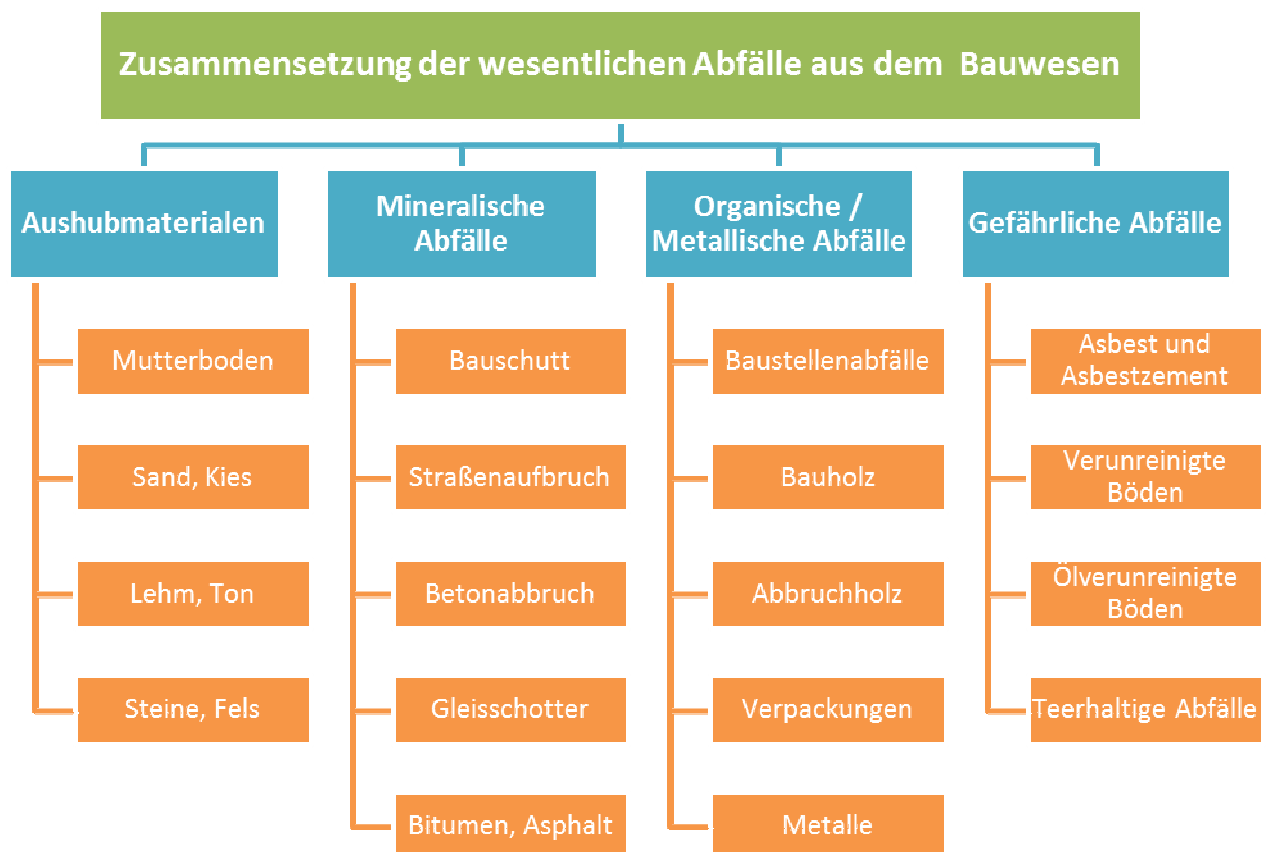 Zusammensetzung der wesentlichen Abfälle aus dem Bauwesen
Aushubmaterialen
Mutterboden
Sand, Kies
Lehm, Ton
Steine, Fels
Mineralische
Abfälle
Bauschutt
Straßenaufbruch
Betonabbruch
Gleisschotter
Bitumen, Asphalt
Organische /
Metallische Abfälle
Baustellenabfälle
Bauholz
Abbruchholz
Verpackungen
Metalle
Gefährliche Abfälle
Asbest und
Asbestzement
Verunreinigte
Böden
Ölverunreinigte
Böden
Teerhaltige Abfälle